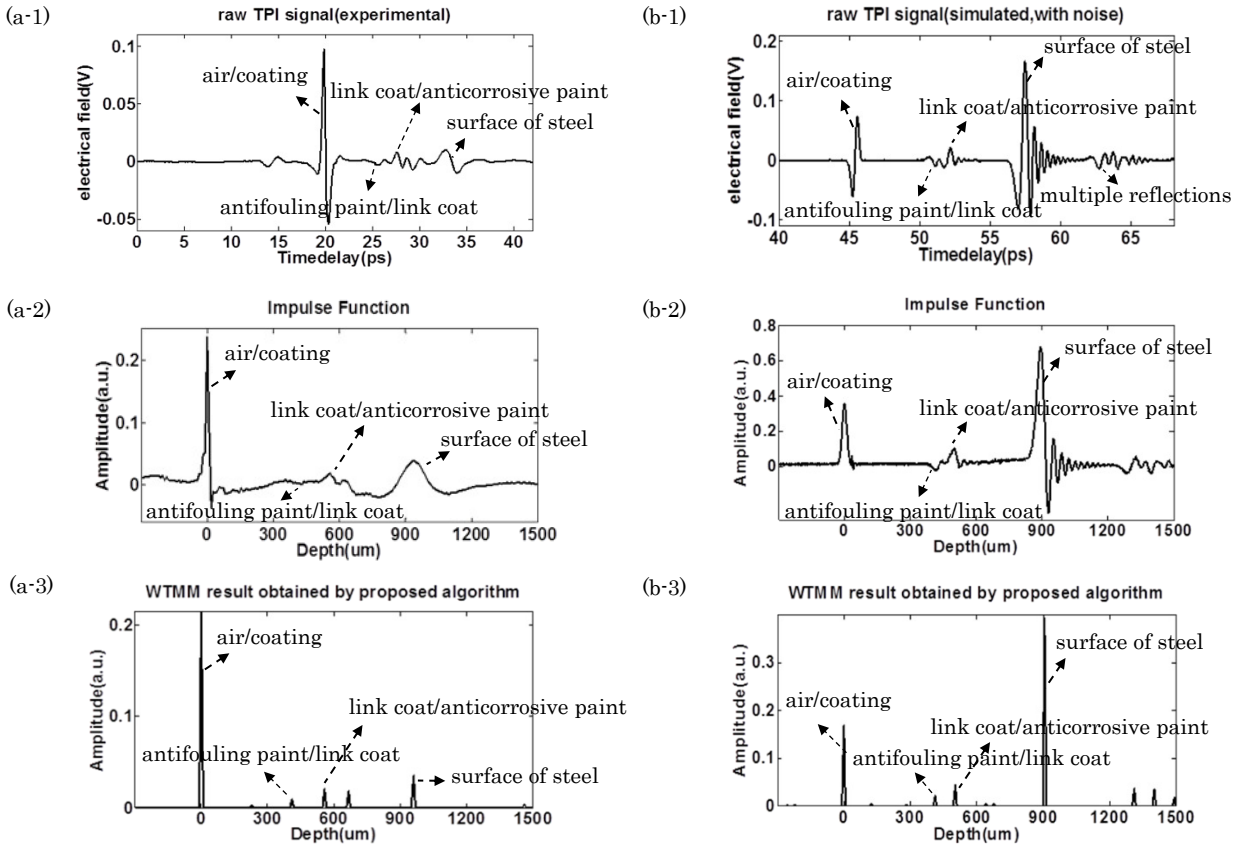 (a-1)
raw TPI signal(experimental)
electrical field(V)
0.1
0.05
0
-0.05
air/coating
link coat/anticorrosive paint
surface of steel
antifouling paint/link coat
0 5 10 15 20 25 30 35 40
Timedelay(ps)
(b-1)
raw TPI signal(simulated,with noise)
electrical field(V)
0.2
0.1
0
-0.1
surface of steel
air/coating
link coat/anticorrosive paint
antifouling paint/link coat
multiple reflections
40 45 50 55 60 65
Timedelay(ps)
(a-2)
Impulse Function
Amplitude(a.u.)
0.2
0.1
0
air/coating
link coat/anticorrosive paint
surface of steel
antifouling paint/link coat
0 300 600 900 1200 1500
Depth(um)
(b-2)
Impulse Function
Amplitude(a.u.)
0.8
0.6
0.4
0.2
0
surface of steel
air/coating
link coat/anticorrosive paint
antifouling paint/link coat
0 300 600 900 1200 1500
Depth(um)
(a-3)
WTMM result obtained by proposed algorithm
Amplitude(a.u.)
0.2
0.1
0
air/coating
link coat/anticorrosive paint
antifouling paint/link coat
surface of steel
0 300 600 900 1200 1500
Depth(um)
(b-3)
WTMM result obtained by proposed algorithm
Amplitude(a.u.)
0.3
0.2
0.1
0
surface of steel
air/coating
link coat/anticorrosive paint
antifouling paint/link coat
0 300 600 900 1200 1500
Depth(um)